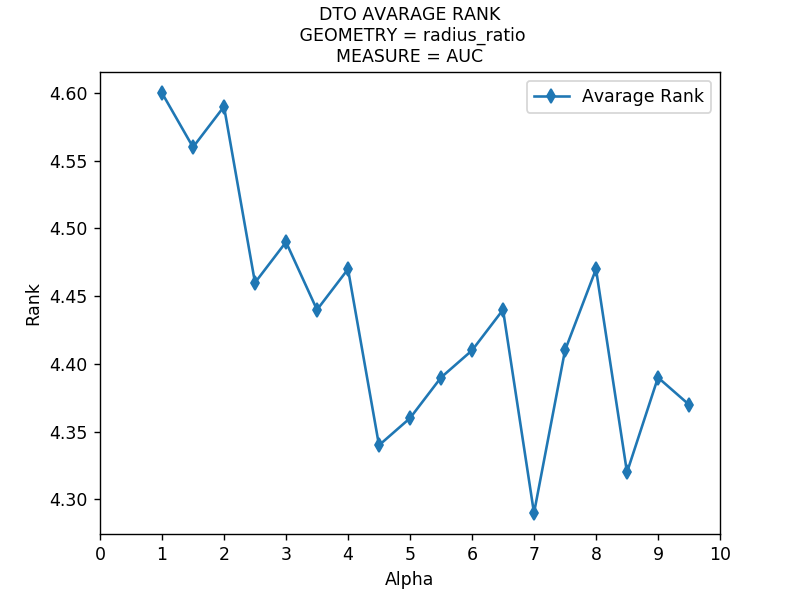 DTO AVARAGE RANK
GEOMETRY = radius_ratio
MEASURE = AUC
Avarage Rank
4.60
4.55
4.50
4.45
4.40
4.35
4.30
Rank
0 1 2 3 4 5 6 7 8 9 10
Alpha